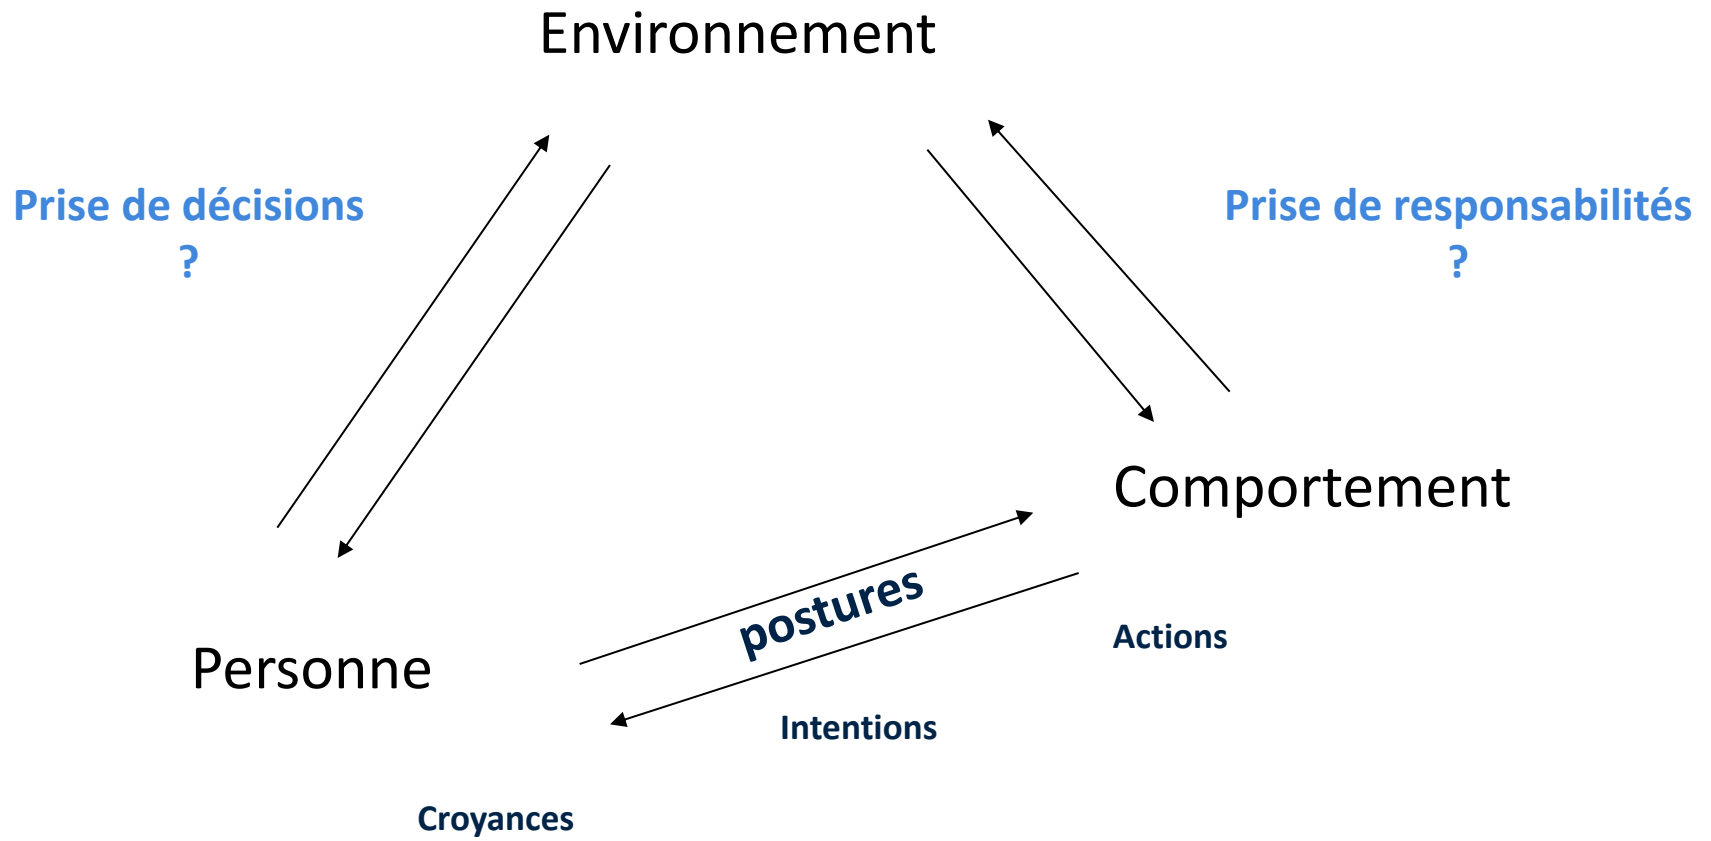 Environnement
Prise de décisions
?
Prise de responsabilités
?
Comportement
postures
Personne
Actions
Intentions
Croyances